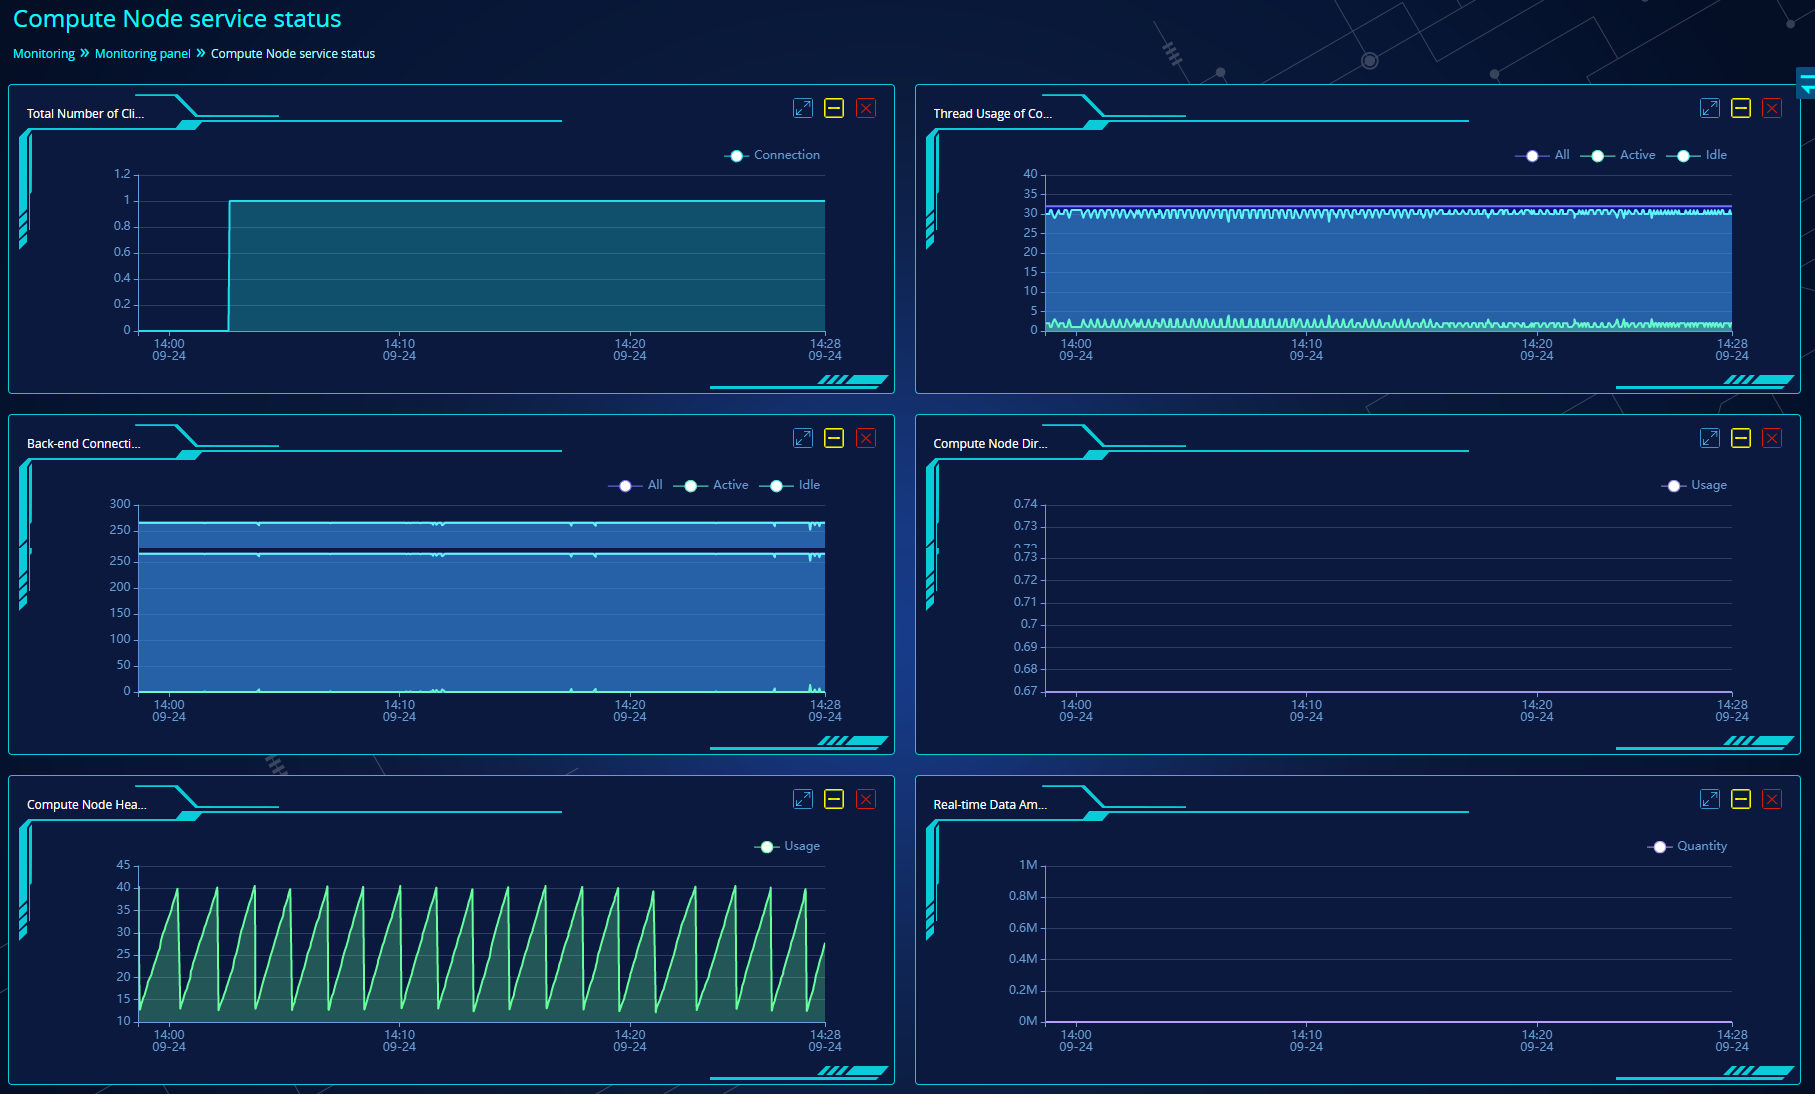 Compute Node service status
Monitoring » Monitoring panel » Compute Node service status
Total Number of Cli...
Connection
1.2
1
0.8
0.6
0.4
0.2
0
14:00 14:10 14:20 14:28
09-24 09-24 09-24 09-24
Thread Usage of Co...
All Active Idle
40
35
30
25
20
15
10
5
0
14:00 14:10 14:20 14:28
09-24 09-24 09-24 09-24
Back-end Connecti...
All Active Idle
300
250
250
200
150
100
50
0
14:00 14:10 14:20 14:28
09-24 09-24 09-24 09-24
Compute Node Dir...
Usage
0.74
0.73
0.73
0.72
0.71
0.7
0.69
0.68
0.67
14:00 14:10 14:20 14:28
09-24 09-24 09-24 09-24
Compute Node Hea...
Usage
45
40
35
30
25
20
15
10
14:00 14:10 14:20 14:28
09-24 09-24 09-24 09-24
Real-time Data Am...
Quantity
1M
0.8M
0.6M
0.4M
0.2M
0M
14:00 14:10 14:20 14:28
09-24 09-24 09-24 09-24